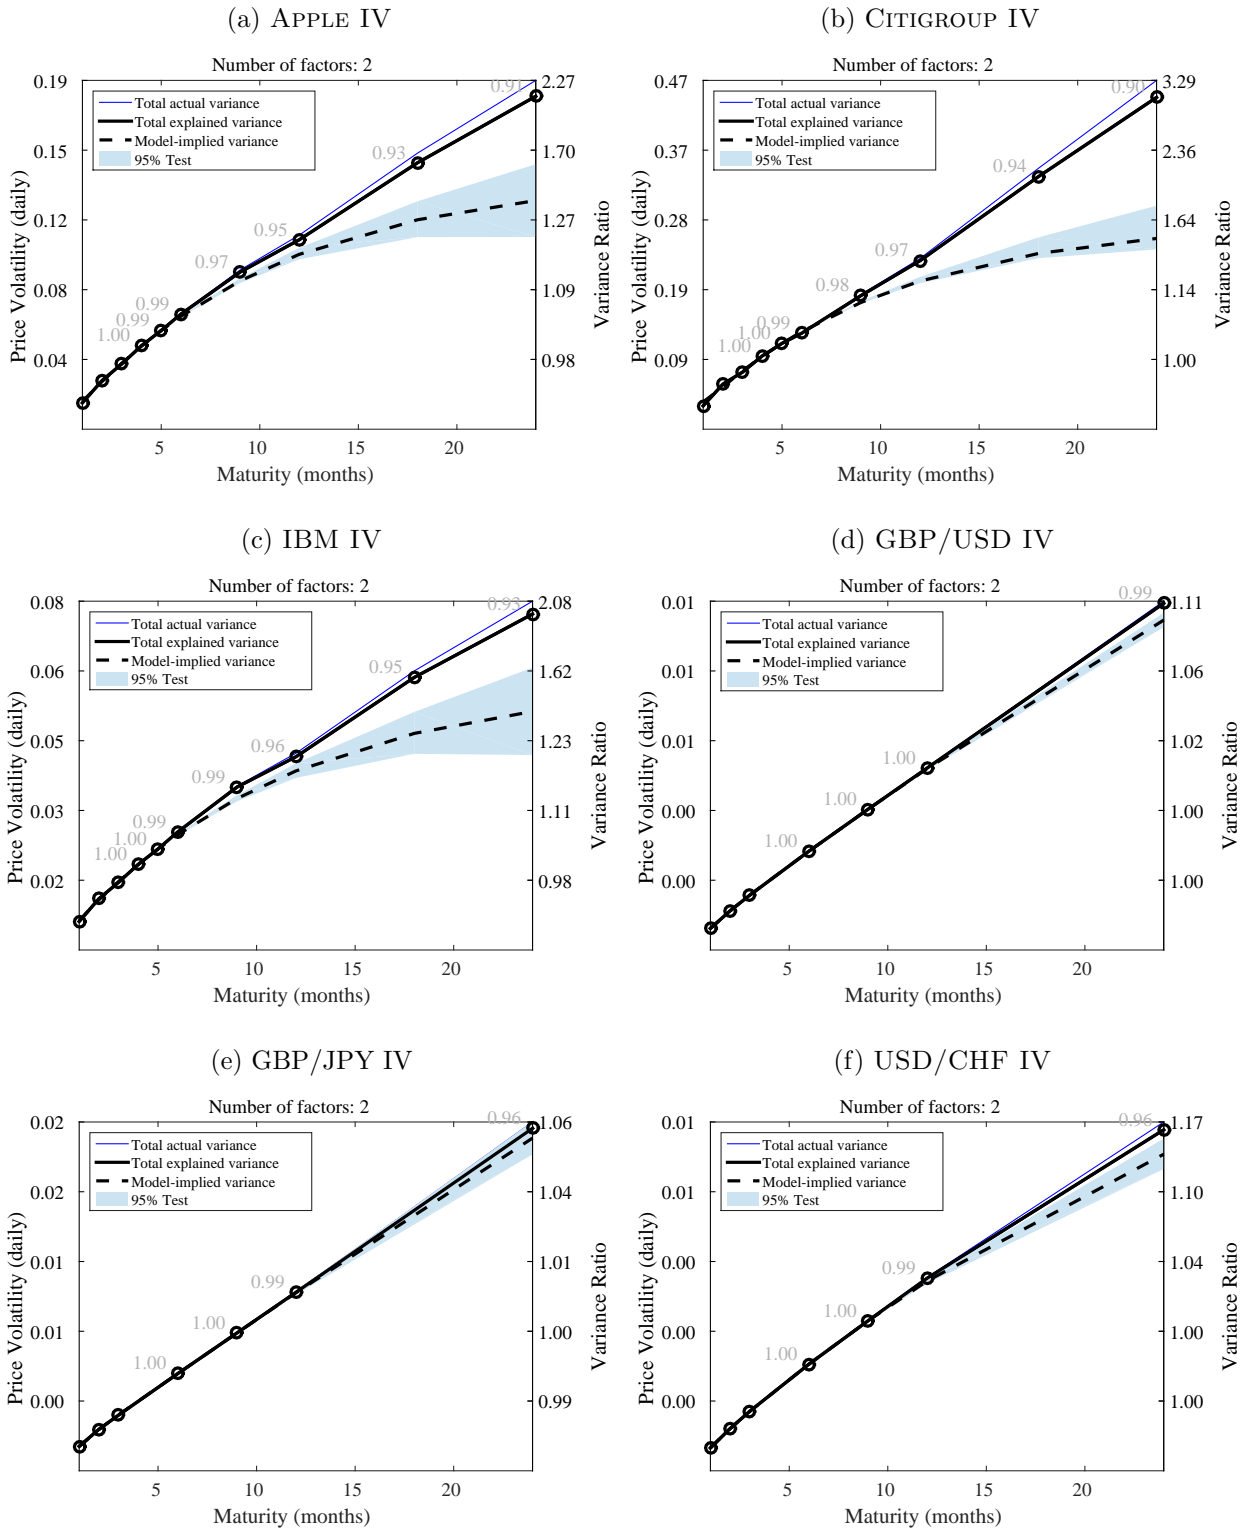 (a) APPLE IV
Number of factors: 2
Total actual variance
Total explained variance
Model-implied variance
95% Test
0.19
0.15
0.12
0.08
0.04
Price Volatility (daily)
1.00
0.99
0.99
0.97
0.95
0.93
0.91
2.27
1.70
1.27
1.09
0.98
Variance Ratio
5
10
15
20
Maturity (months)
(b) CITIGROUP IV
Number of factors: 2
Total actual variance
Total explained variance
Model-implied variance
95% Test
0.47
0.37
0.28
0.19
0.09
Price Volatility (daily)
1.00
1.00
0.99
0.98
0.97
0.94
0.90
3.29
2.36
1.64
1.14
1.00
Variance Ratio
5
10
15
20
Maturity (months)
(c) IBM IV
Number of factors: 2
Total actual variance
Total explained variance
Model-implied variance
95% Test
0.08
0.06
0.05
0.03
0.02
Price Volatility (daily)
1.00
1.00
0.99
0.99
0.96
0.95
0.93
2.08
1.62
1.23
1.11
0.98
Variance Ratio
5
10
15
20
Maturity (months)
(d) GBP/USD IV
Number of factors: 2
Total actual variance
Total explained variance
Model-implied variance
95% Test
0.01
0.01
0.01
0.00
0.00
Price Volatility (daily)
1.00
1.00
1.00
0.99
1.11
1.06
1.02
1.00
1.00
Variance Ratio
5
10
15
20
Maturity (months)
(e) GBP/JPY IV
Number of factors: 2
Total actual variance
Total explained variance
Model-implied variance
95% Test
0.02
0.02
0.01
0.01
0.00
Price Volatility (daily)
1.00
1.00
0.99
0.96
1.06
1.04
1.01
1.00
0.99
Variance Ratio
5
10
15
20
Maturity (months)
(f) USD/CHF IV
Number of factors: 2
Total actual variance
Total explained variance
Model-implied variance
95% Test
0.01
0.01
0.00
0.00
0.00
Price Volatility (daily)
1.00
1.00
0.99
0.96
1.17
1.10
1.04
1.00
1.00
Variance Ratio
5
10
15
20
Maturity (months)